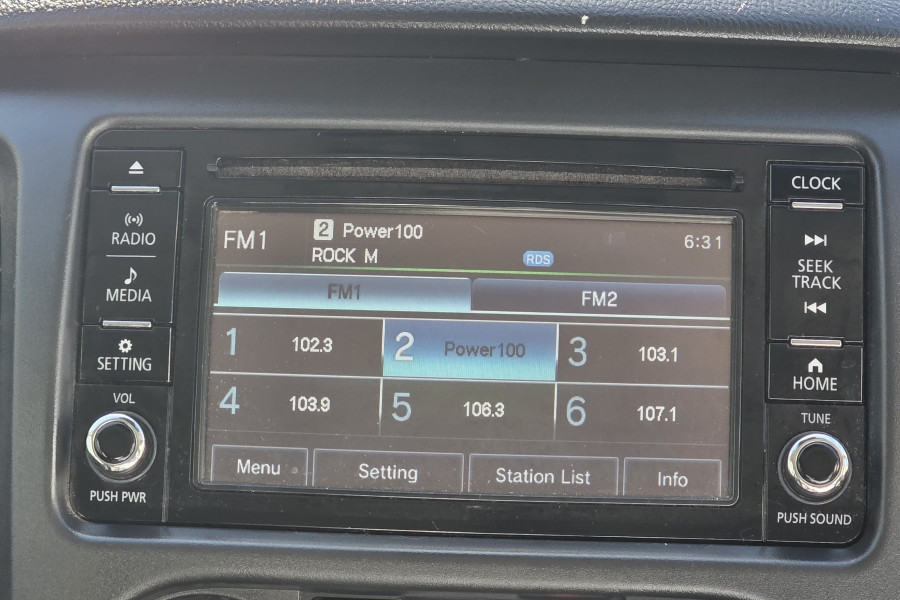 RADIO
MEDIA
SETTING
VOL
PUSH PWR
FM1
2 Power100
ROCK M
RDS
6:31
FM1
FM2
1 102.3
2 Power100
3 103.1
4 103.9
5 106.3
6 107.1
Menu
Setting
Station List
Info
CLOCK
SEEK
TRACK
HOME
TUNE
PUSH SOUND